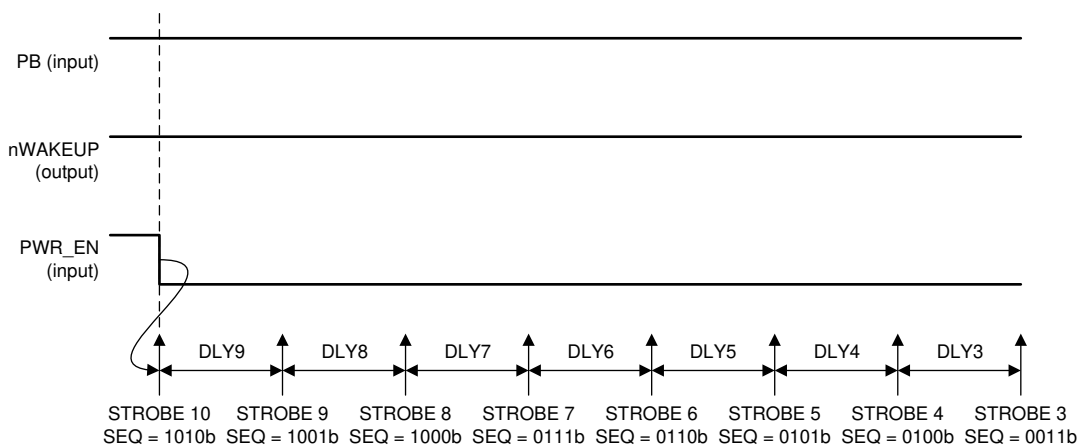 PB (input)
nWAKEUP
(output)
PWR_EN
(input)
DLY9 DLY8 DLY7 DLY6 DLY5 DLY4 DLY3
STROBE 10 STROBE 9 STROBE 8 STROBE 7 STROBE 6 STROBE 5 STROBE 4 STROBE 3
SEQ = 1010b SEQ = 1001b SEQ = 1000b SEQ = 0111b SEQ = 0110b SEQ = 0101b SEQ = 0100b SEQ = 0011b